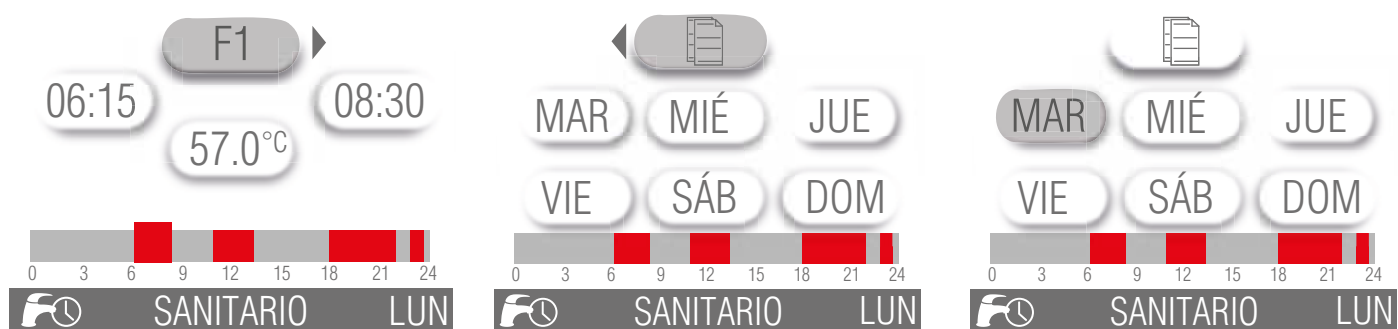 F1
06:15 08:30
57.0°C
0 3 6 9 12 15 18 21 24
SANITARIO LUN
MAR MIÉ JUE
VIE SÁB DOM
0 3 6 9 12 15 18 21 24
SANITARIO LUN
MAR MIÉ JUE
VIE SÁB DOM
0 3 6 9 12 15 18 21 24
SANITARIO LUN